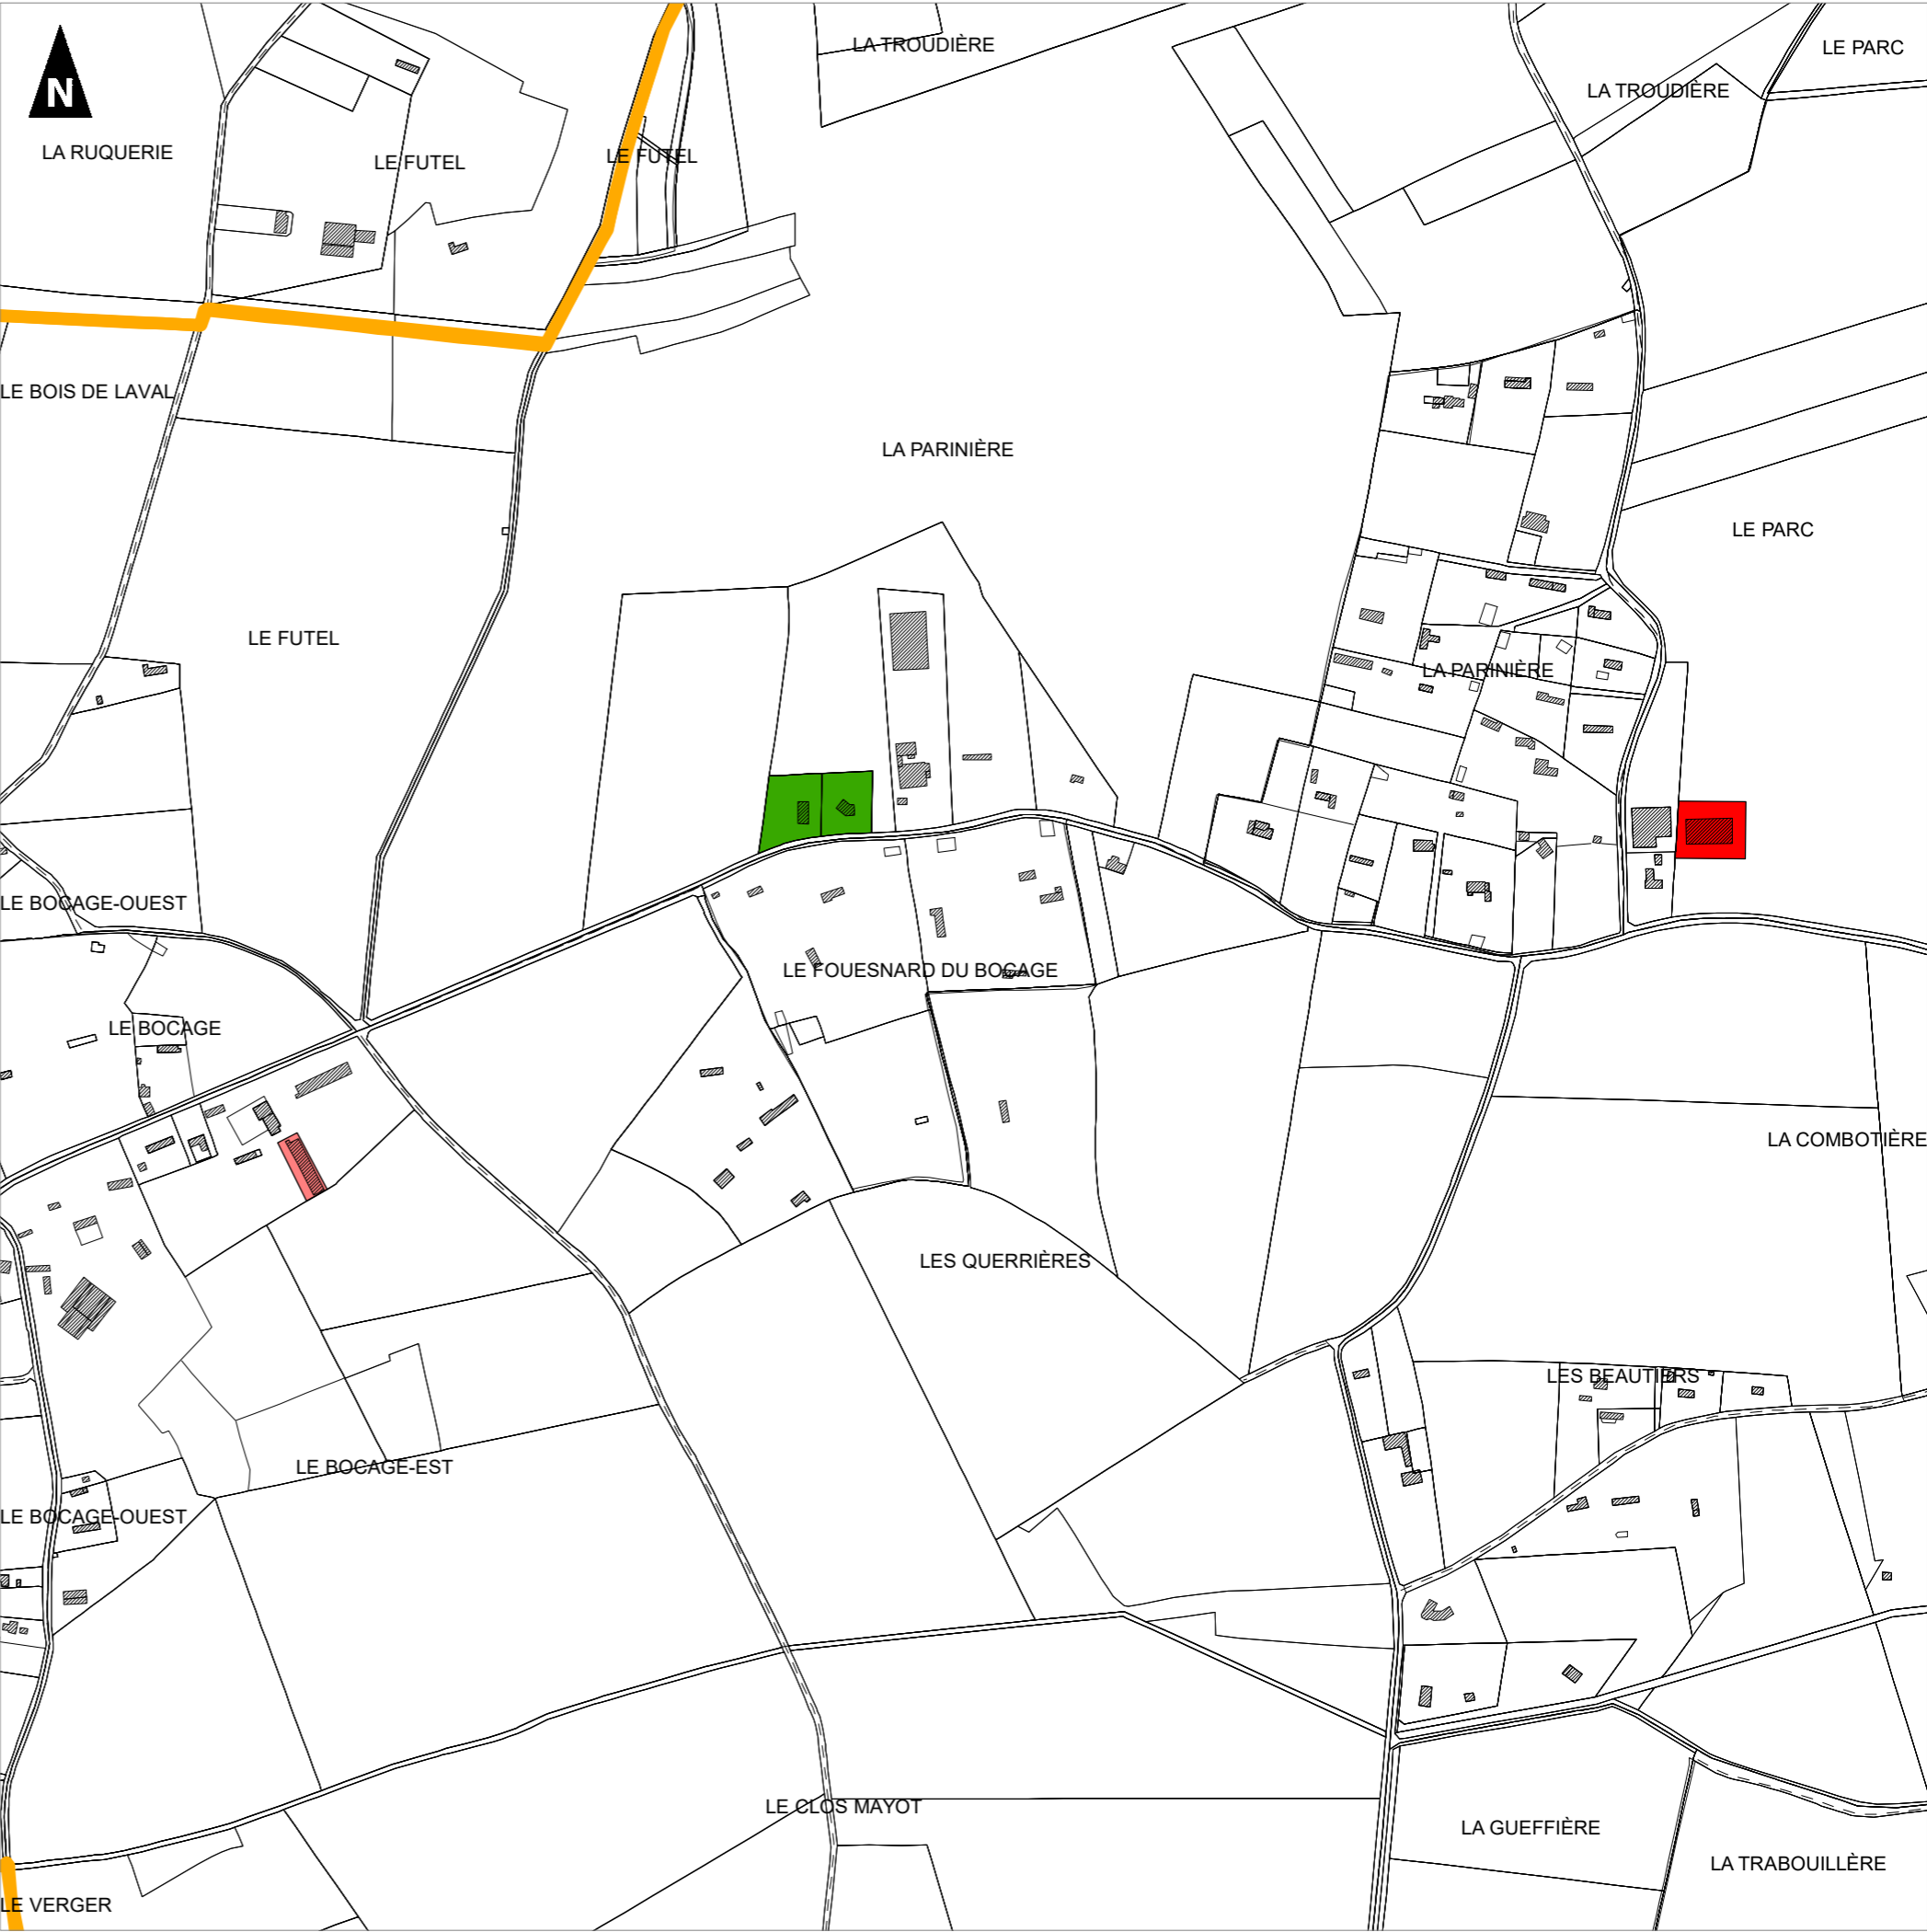 LA TROUDIÈRE
LE PARC
LA TROUDIÈRE
N
LA RUQUERIE
LE FUTEL
LE FUTEL
LE BOIS DE LAVAL
LA PARINIÈRE
LE PARC
LE FUTEL
LA PARINIÈRE
LE BOCAGE-OUEST
LE FOUESNARD DU BOCAGE
LE BOCAGE
LA COMBOTIÈRE
LES QUERRIÈRES
LES BEAUTIERS
LE BOCAGE-EST
LE BOCAGE-OUEST
LE CLOS MAYOT
LA GUEFFIÈRE
LA TRABOUILLÈRE
LE VERGER